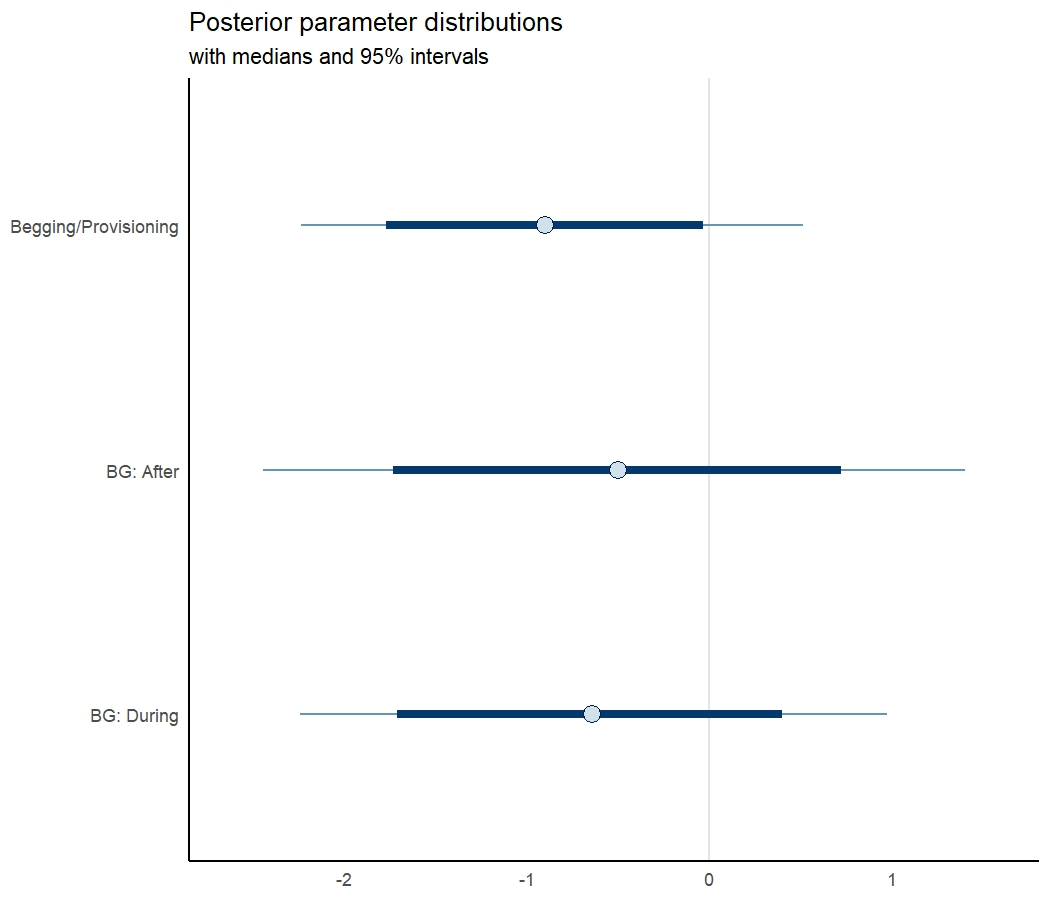 Posterior parameter distributions
with medians and 95% intervals
Begging/Provisioning
BG: After
BG: During
-2 -1 0 1